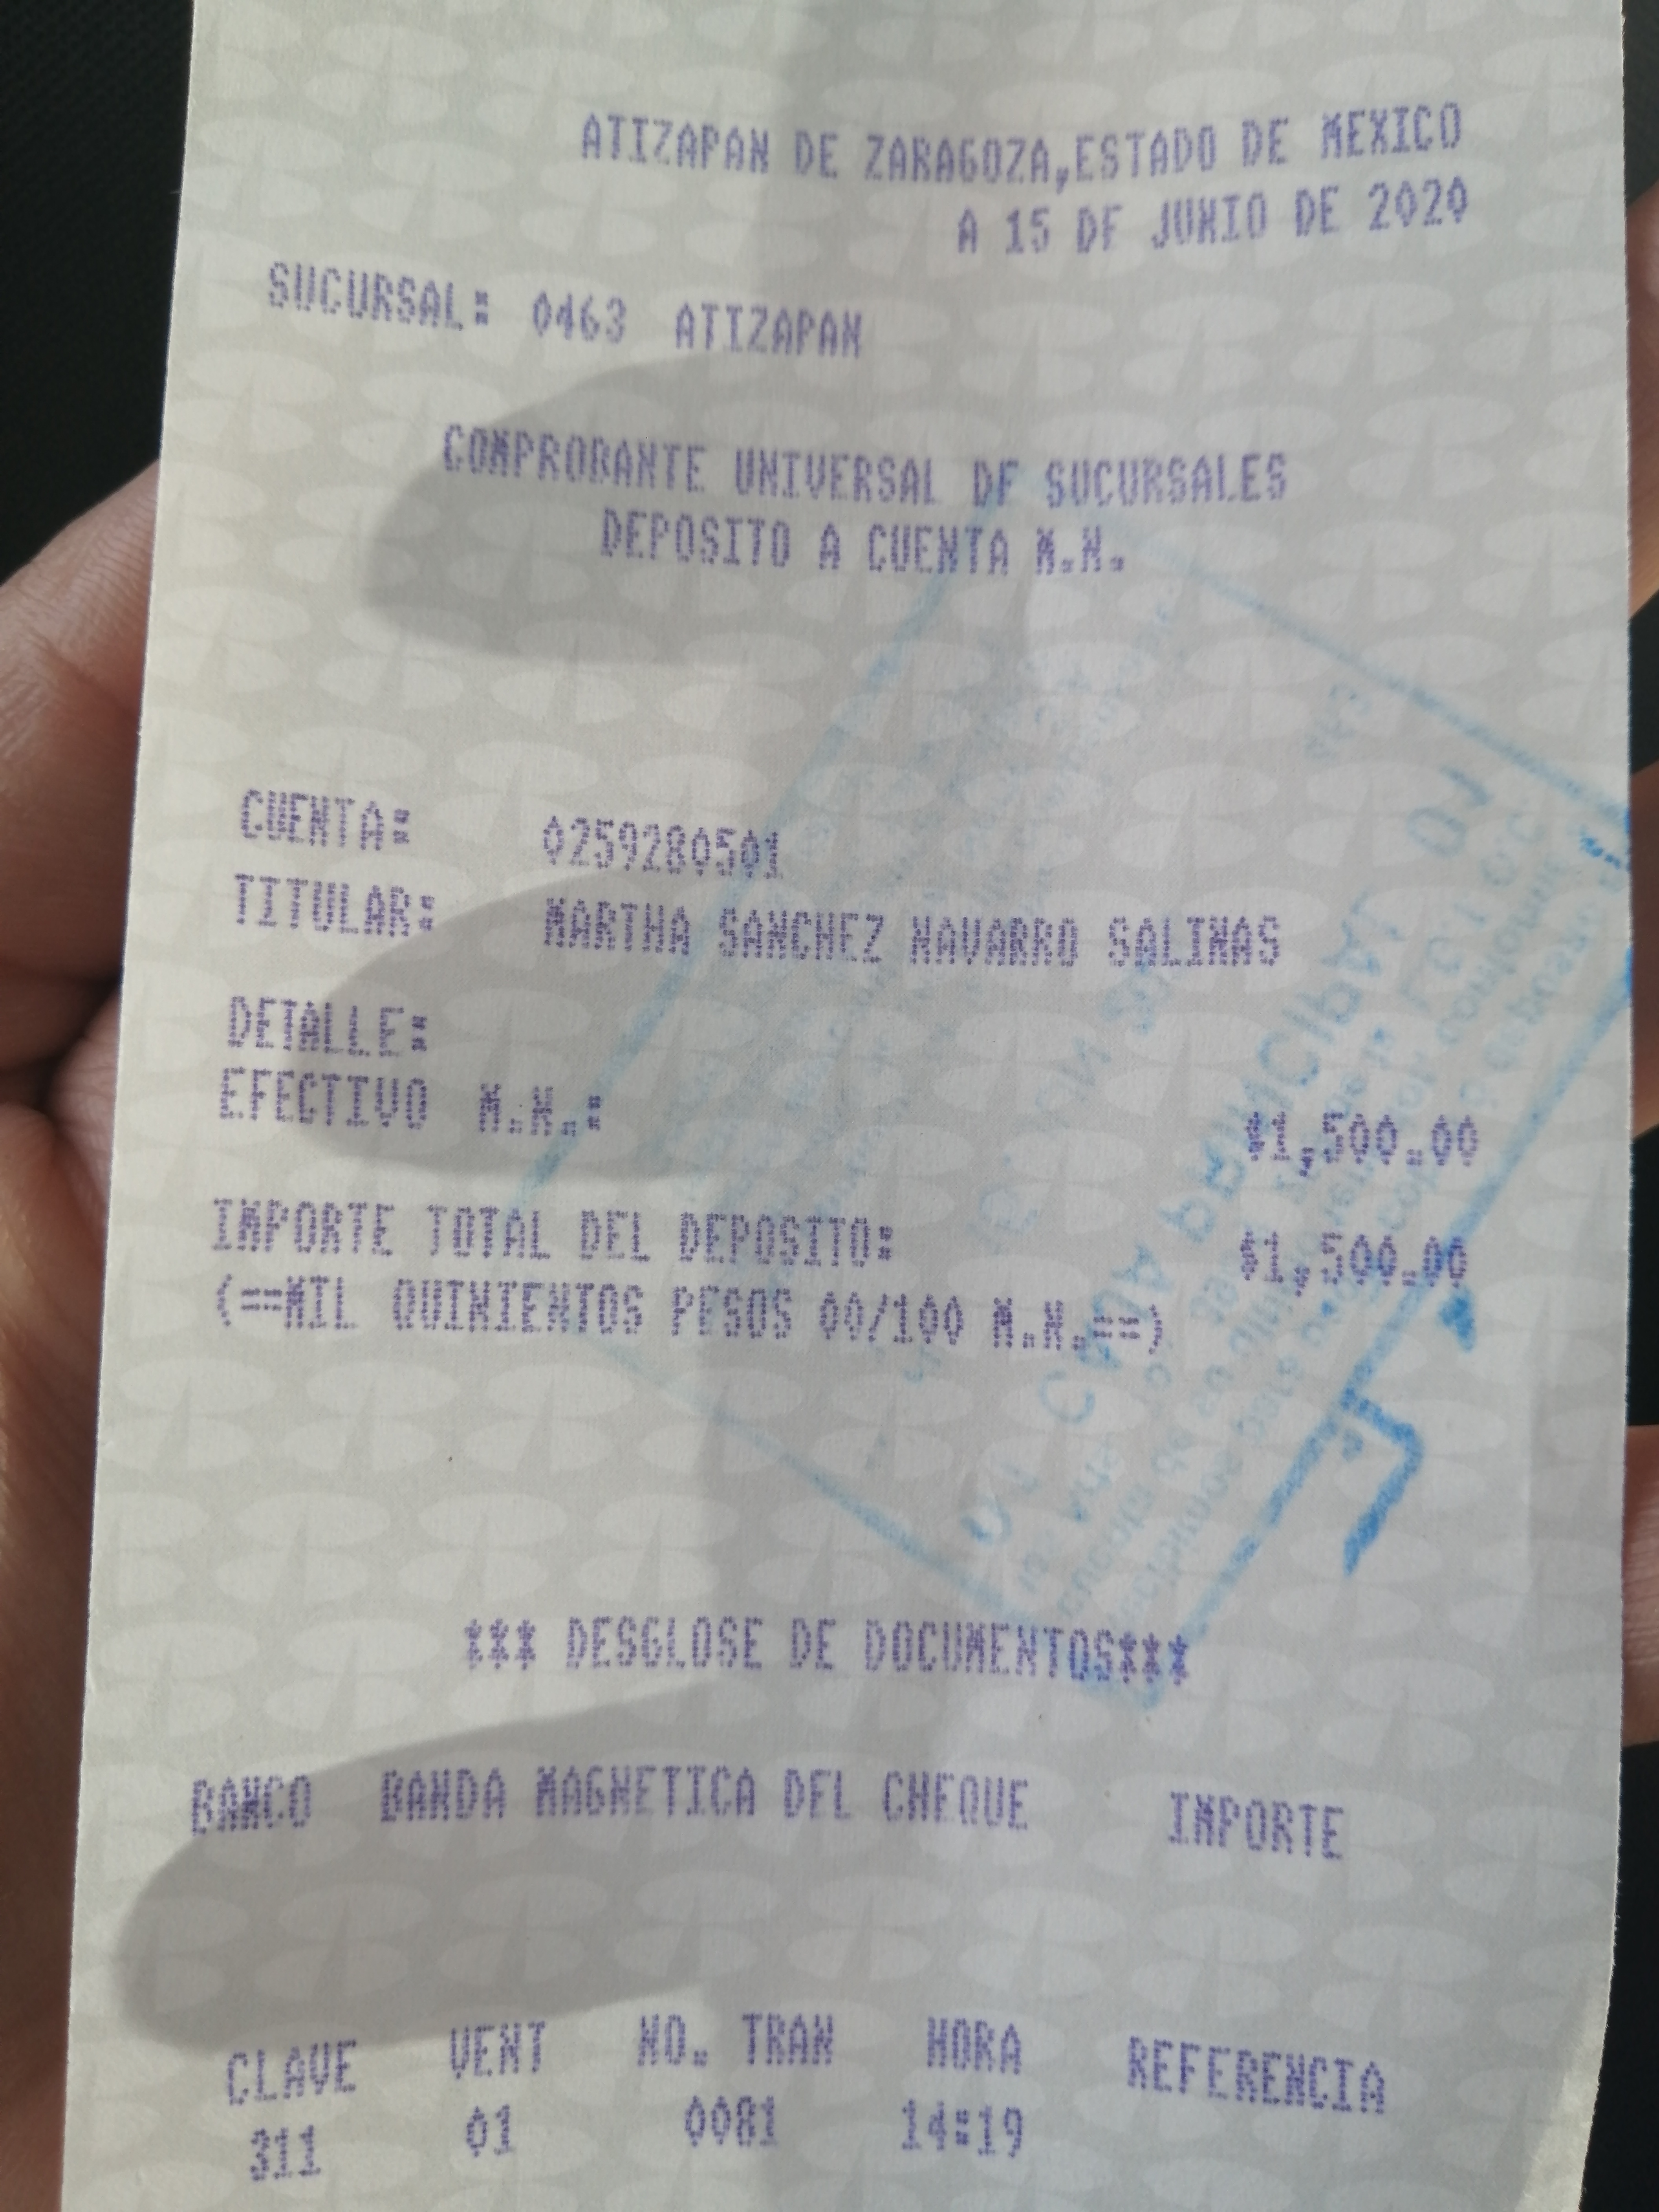 ATIZAPAN DE ZARAGOZA,ESTADO DE MEXICO
A 15 DE JUNIO DE 2020
SUCURSAL: 0463 ATIZAPAN
COMPROBANTE UNIVERSAL DE SUCURSALES
DEPOSITO A CUENTA M.N.
CUENTA: 0259280501
TITULAR: SANCHEZ NAVARRO SALINAS
DETALLE:
EFECTIVO M.N.: $1,500.00
IMPORTE TOTAL DEL DEPOSITO: $1,500.00
(==MIL QUINIENTOS PESOS 00/100 M.N.==)
*** DESGLOSE DE DOCUMENTOS***
BANCO BANDA MAGNETICA DEL CHEQUE IMPORTE
CLAVE VENT NO. TRAN HORA REFERENCIA
311 01 0081 14:19
CAJA PRINCIPAL 01